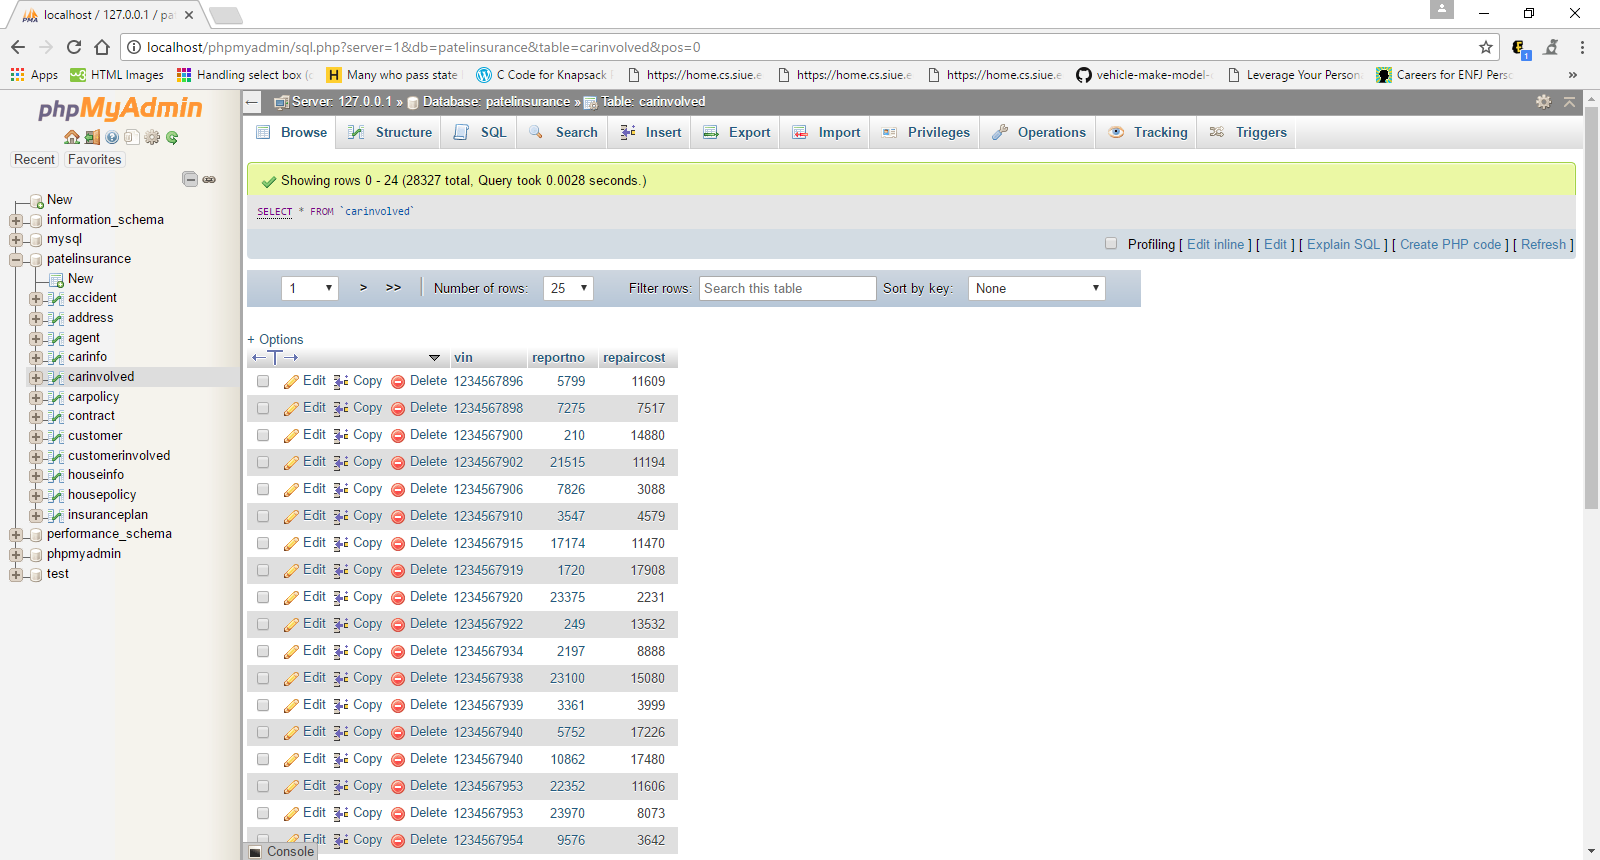 localhost / 127.0.0.1 / pa
localhost/phpmyadmin/sql.php?server=1&db=patelinsurance&table=carinvolved&pos=0
1
Apps HTML Images Handling select box (c Many who pass state C Code for Knapsack https://home.cs.siue.e https://home.cs.siue.e https://home.cs.siue.e vehicle-make-model- Leverage Your Person Careers for ENFJ Perso »
phpMyAdmin
Recent Favorites
New
information_schema
mysql
patelinsurance
New
accident
address
agent
carinfo
carinvolved
carpolicy
contract
customer
customerinvolved
houseinfo
housepolicy
insuranceplan
performance_schema
phpmyadmin
test
Server: 127.0.0.1 » Database: patelinsurance » Table: carinvolved
Browse Structure SQL Search Insert Export Import Privileges Operations Tracking Triggers
Showing rows 0 - 24 (28327 total, Query took 0.0028 seconds.)
SELECT * FROM `carinvolved`
Profiling [ Edit inline ] [ Edit ] [ Explain SQL ] [ Create PHP code ] [ Refresh ]
1 > >> Number of rows: 25 Filter rows: Search this table Sort by key: None
+ Options
←T→ vin reportno repaircost
Edit Copy Delete 1234567896 5799 11609
Edit Copy Delete 1234567898 7275 7517
Edit Copy Delete 1234567900 210 14880
Edit Copy Delete 1234567902 21515 11194
Edit Copy Delete 1234567906 7826 3088
Edit Copy Delete 1234567910 3547 4579
Edit Copy Delete 1234567915 17174 11470
Edit Copy Delete 1234567919 1720 17908
Edit Copy Delete 1234567920 23375 2231
Edit Copy Delete 1234567922 249 13532
Edit Copy Delete 1234567934 2197 8888
Edit Copy Delete 1234567938 23100 15080
Edit Copy Delete 1234567939 3361 3999
Edit Copy Delete 1234567940 5752 17226
Edit Copy Delete 1234567940 10862 17480
Edit Copy Delete 1234567953 22352 11606
Edit Copy Delete 1234567953 23970 8073
Edit Copy Delete 1234567954 9576 3642
Console